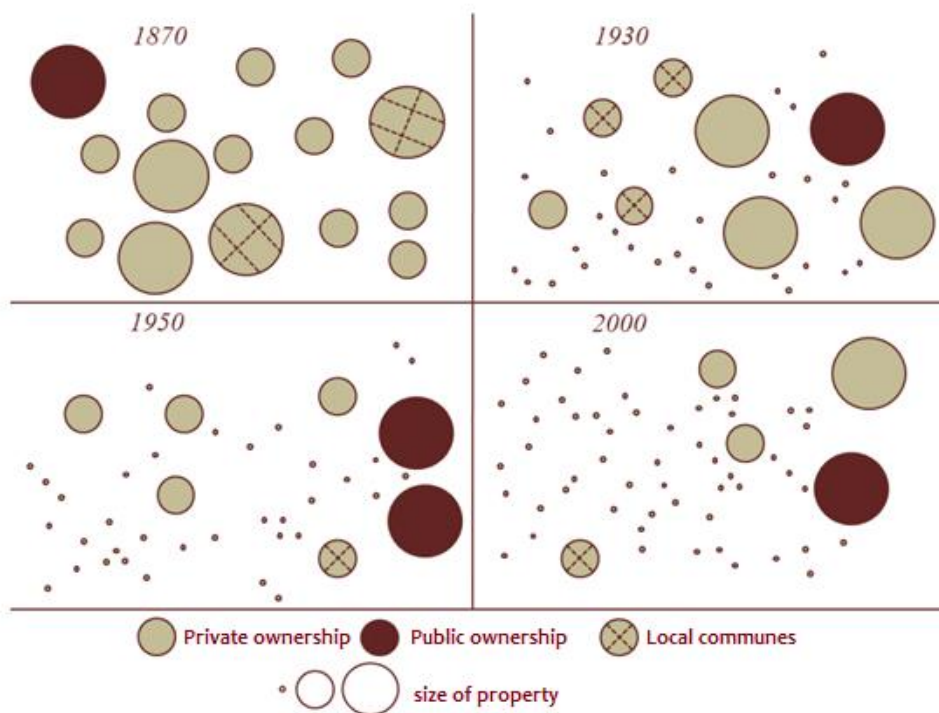 1870
1930
1950
2000
Private ownership
Public ownership
Local communes
size of property